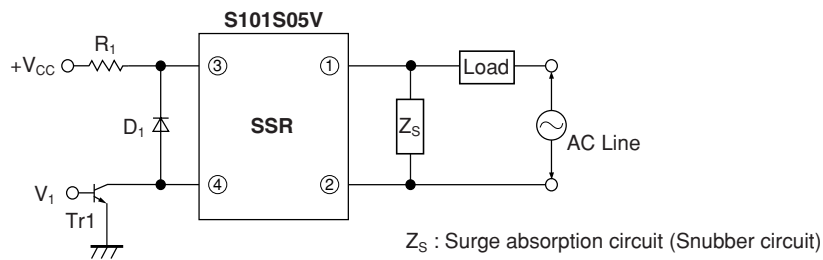 S101S05V
R1
+VCC
③
①
Load
D1
SSR
ZS
AC Line
V1
④
②
Tr1
ZS : Surge absorption circuit (Snubber circuit)